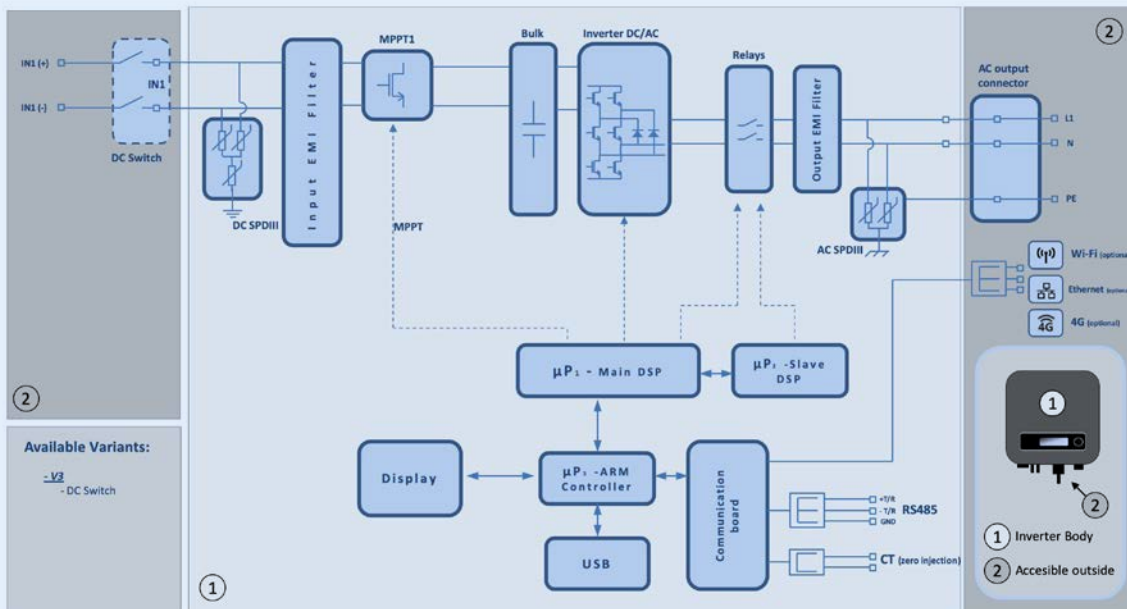 2
IN1 (+)
IN1 (-)
IN1
DC Switch
DC SPDIII
Input EMI Filter
MPPT1
MPPT
Bulk
Inverter DC/AC
Relays
Output EMI Filter
AC SPDIII
2
AC output
connector
L1
N
PE
Wi-Fi (optional
Ethernet (optional
4G
4G (optional)
µP₁ - Main DSP
µP₂ -Slave
DSP
Display
µP₃ -ARM
Controller
USB
Communication
board
+T/R
- T/R
GND
RS485
CT (zero injection)
1
Available Variants:
- V3
- DC Switch
1
2
1 Inverter Body
2 Accesible outside